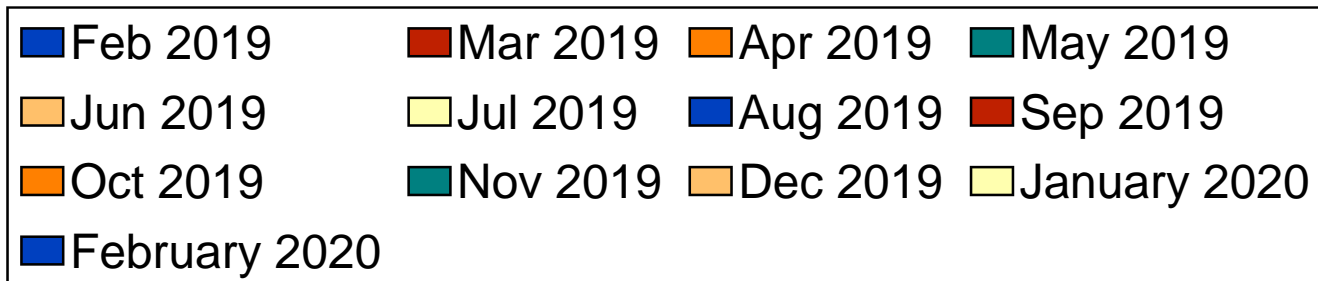 Feb 2019 Mar 2019 Apr 2019 May 2019
Jun 2019 Jul 2019 Aug 2019 Sep 2019
Oct 2019 Nov 2019 Dec 2019 January 2020
February 2020